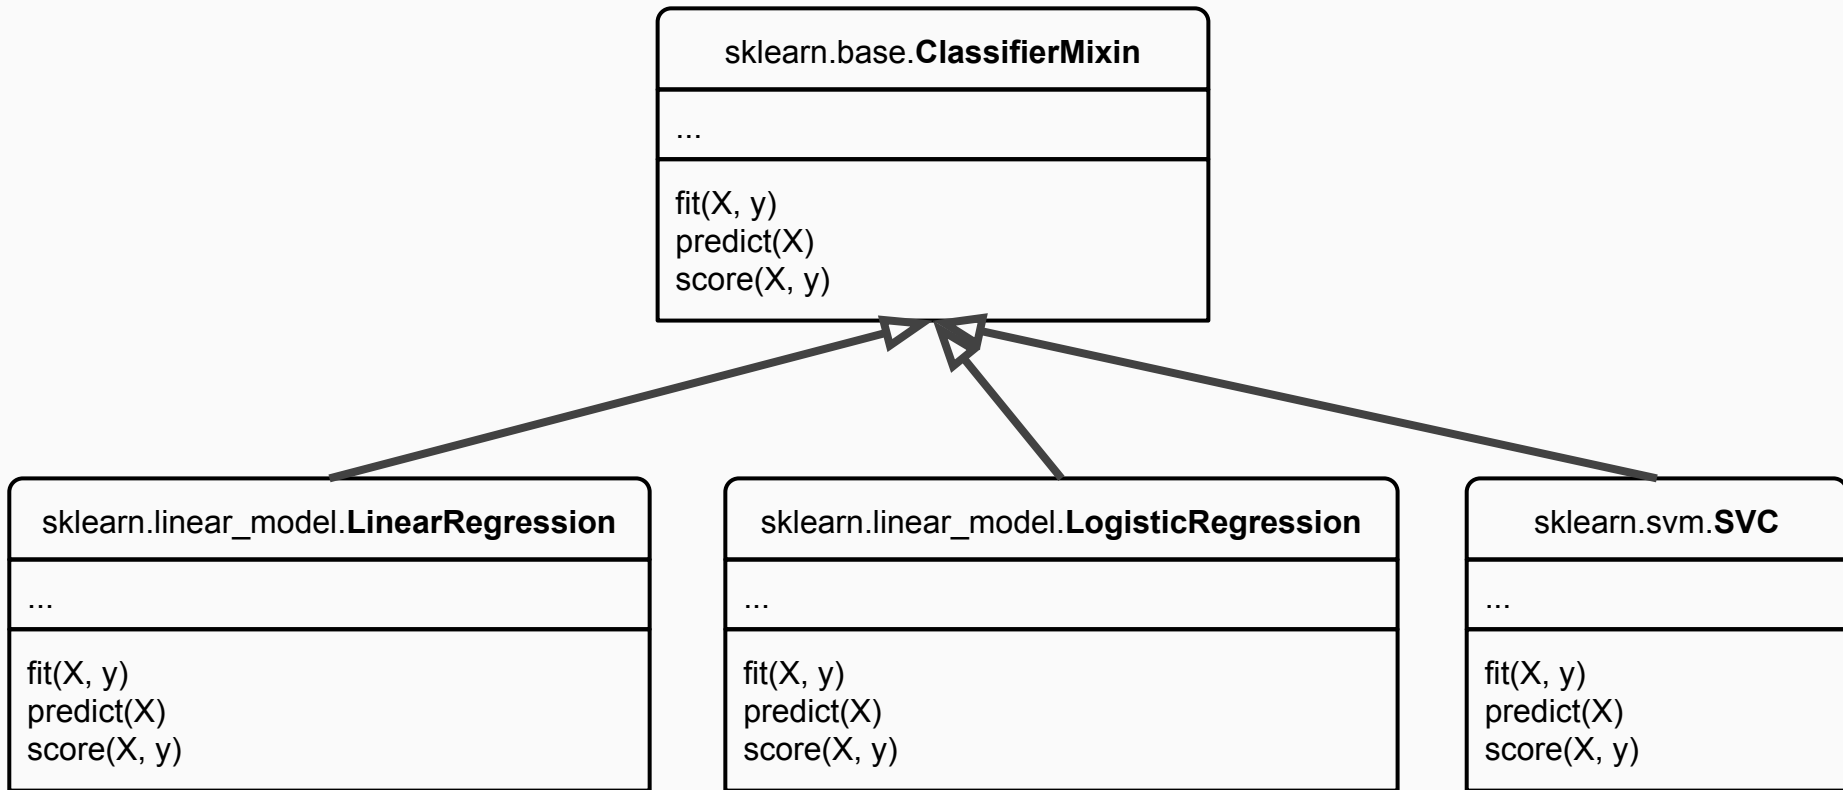 sklearn.base.ClassifierMixin
...
fit(X, y)
predict(X)
score(X, y)
sklearn.linear_model.LinearRegression
...
fit(X, y)
predict(X)
score(X, y)
sklearn.linear_model.LogisticRegression
...
fit(X, y)
predict(X)
score(X, y)
sklearn.svm.SVC
...
fit(X, y)
predict(X)
score(X, y)